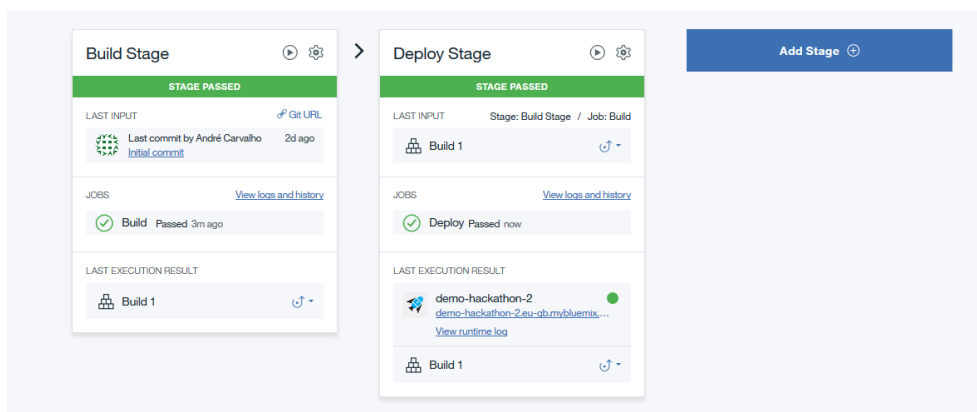 Build Stage
STAGE PASSED
LAST INPUT
Git URL
Last commit by André Carvalho
2d ago
Initial commit
JOBS
View logs and history
Build Passed 3m ago
LAST EXECUTION RESULT
Build 1
Deploy Stage
STAGE PASSED
LAST INPUT
Stage: Build Stage / Job: Build
Build 1
JOBS
View logs and history
Deploy Passed now
LAST EXECUTION RESULT
demo-hackathon-2
demo-hackathon-2.eu-gb.mybluemix....
View runtime log
Build 1
Add Stage